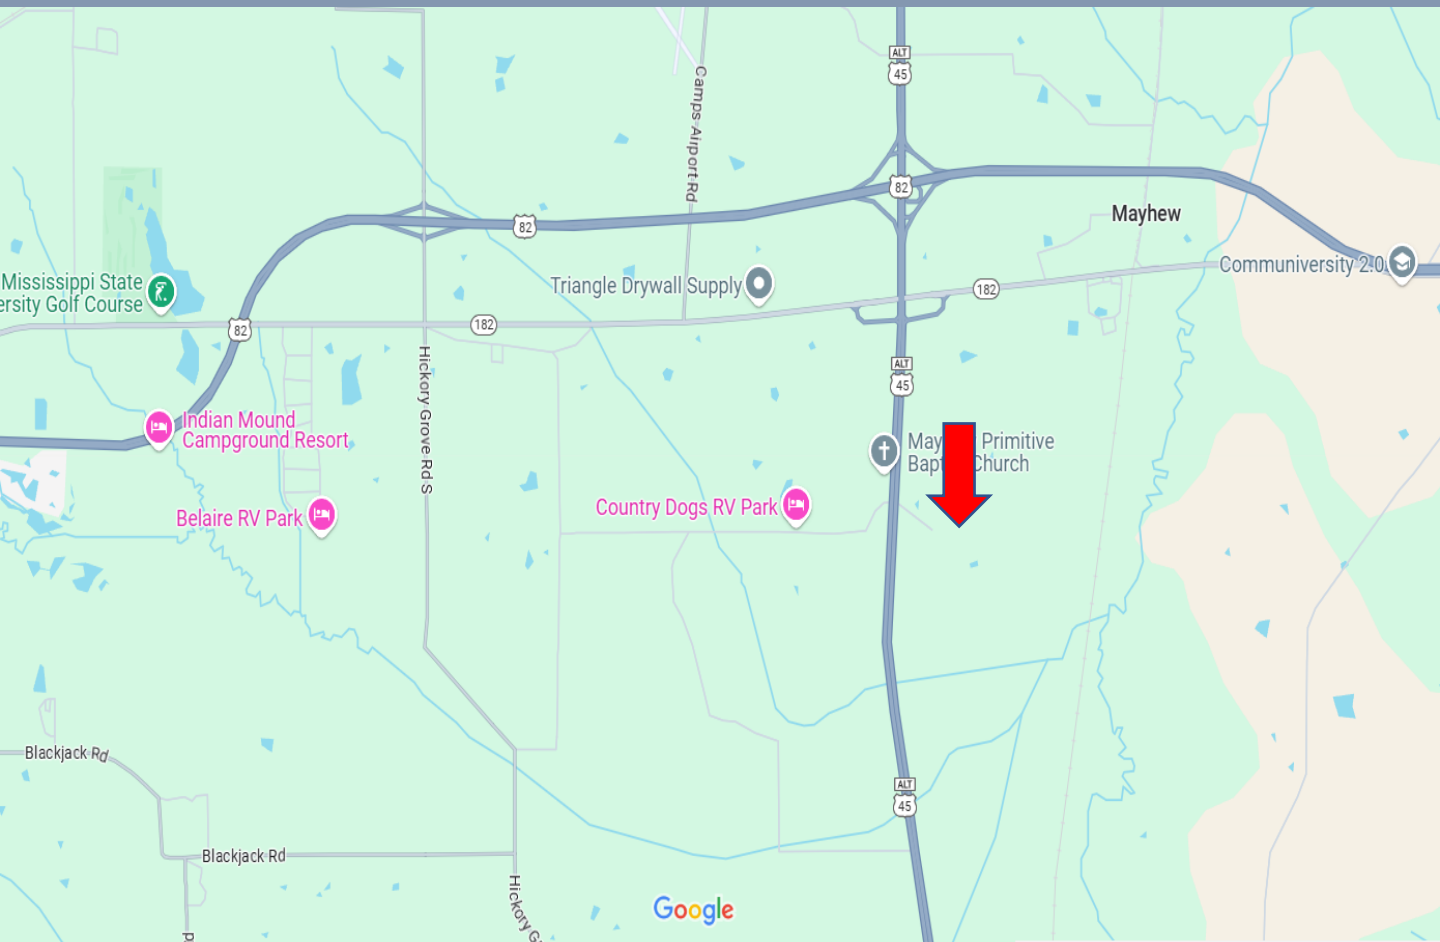 ALT
45
Camps Airport Rd
82
Mayhew
82
Communiversity 2.0
Mississippi State
ersity Golf Course
Triangle Drywall Supply
182
82
182
Hickory Grove Rd S
ALT
45
Indian Mound
Campground Resort
Primitive
Church
Country Dogs RV Park
Belaire RV Park
Blackjack Rd
ALT
45
Blackjack Rd
Hickory G
Google